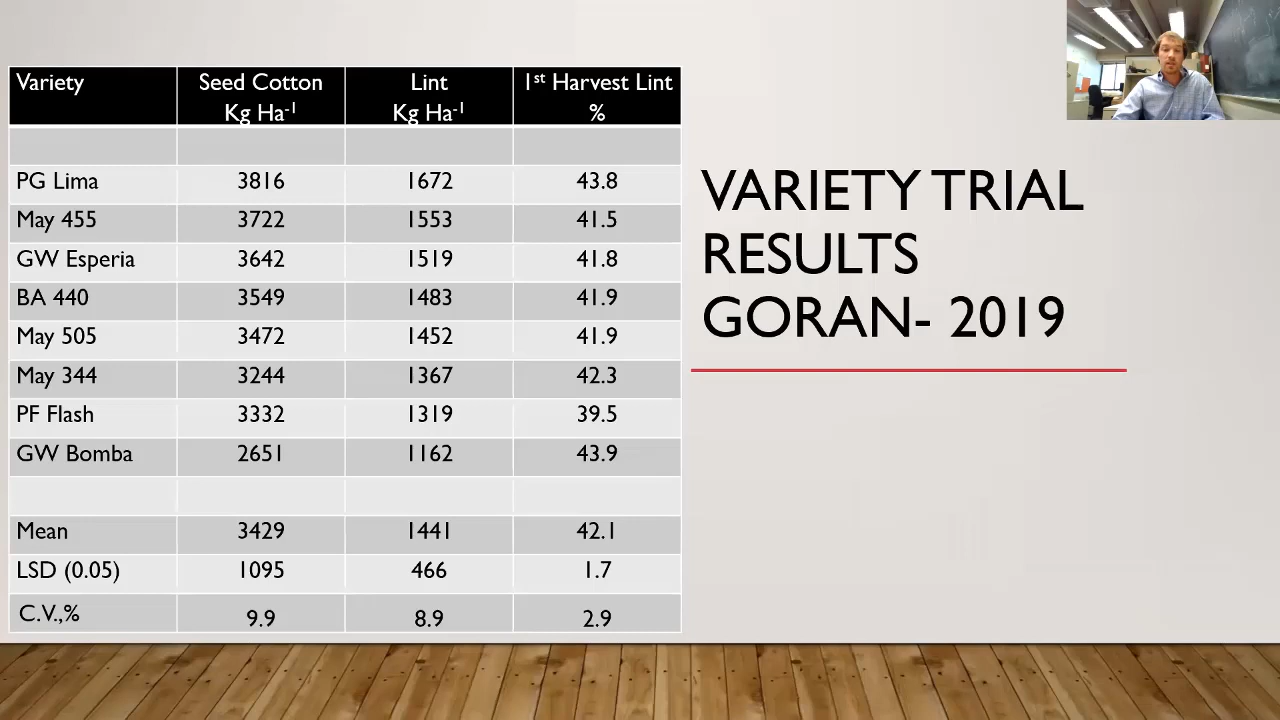 Variety Seed Cotton Kg Ha-1 Lint Kg Ha-1 1st Harvest Lint %
PG Lima 3816 1672 43.8
May 455 3722 1553 41.5
GW Esperia 3642 1519 41.8
BA 440 3549 1483 41.9
May 505 3472 1452 41.9
May 344 3244 1367 42.3
PF Flash 3332 1319 39.5
GW Bomba 2651 1162 43.9
Mean 3429 1441 42.1
LSD (0.05) 1095 466 1.7
C.V.,% 9.9 8.9 2.9
VARIETY TRIAL
RESULTS
GORAN- 2019